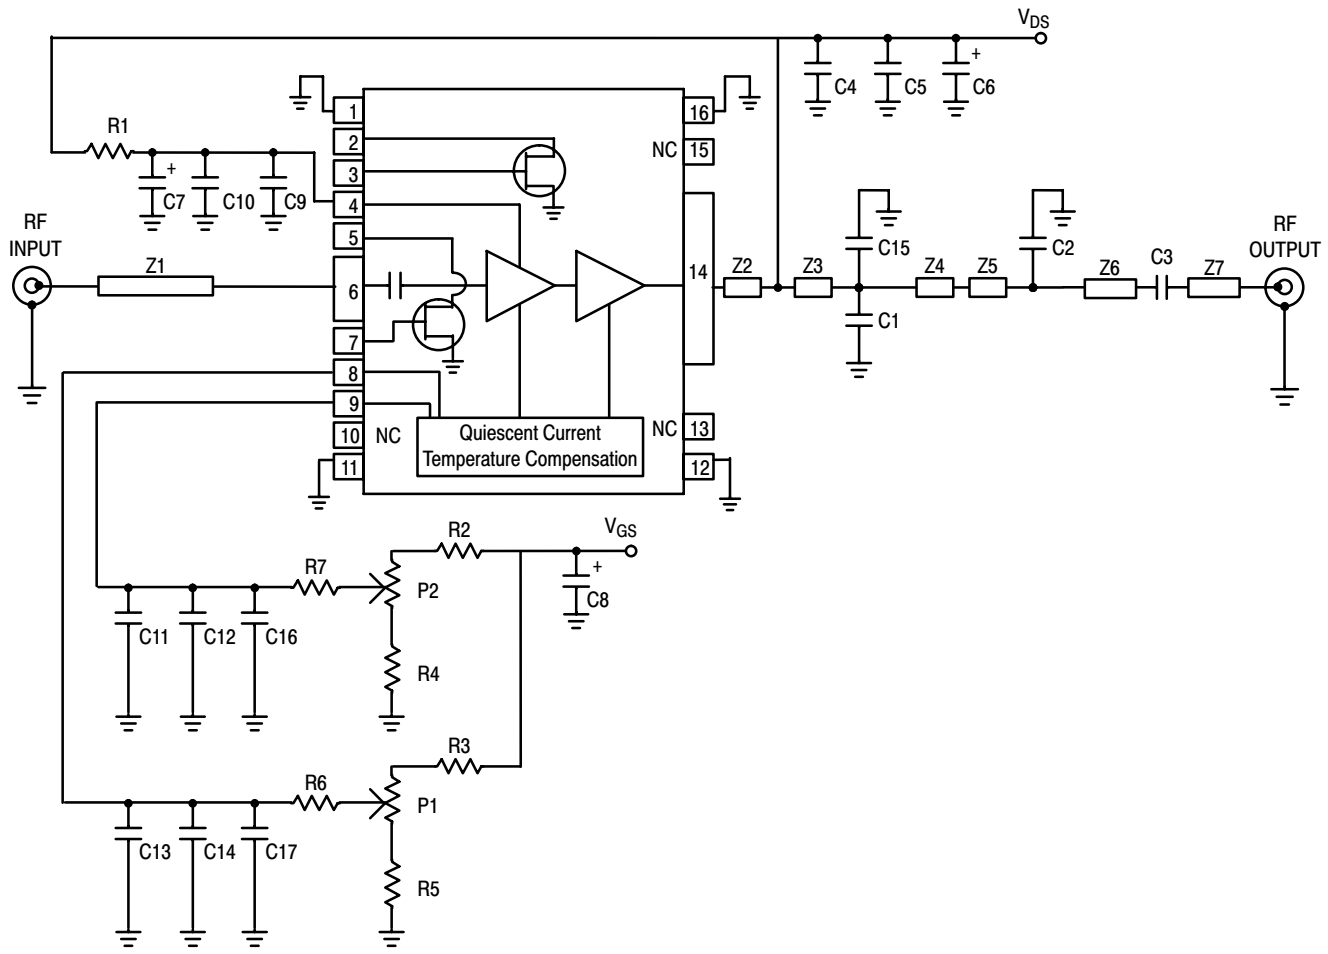 V_DS
C4
C5
C6
+
R1
+
C7
C10
C9
1
2
3
4
5
6
7
8
9
10
11
NC
16
NC
15
14
NC
13
12
Quiescent Current
Temperature Compensation
RF
INPUT
Z1
Z2
Z3
C15
C1
Z4
Z5
C2
Z6
C3
Z7
RF
OUTPUT
V_GS
R2
+
C8
R7
P2
C11
C12
C16
R4
R3
R6
P1
C13
C14
C17
R5